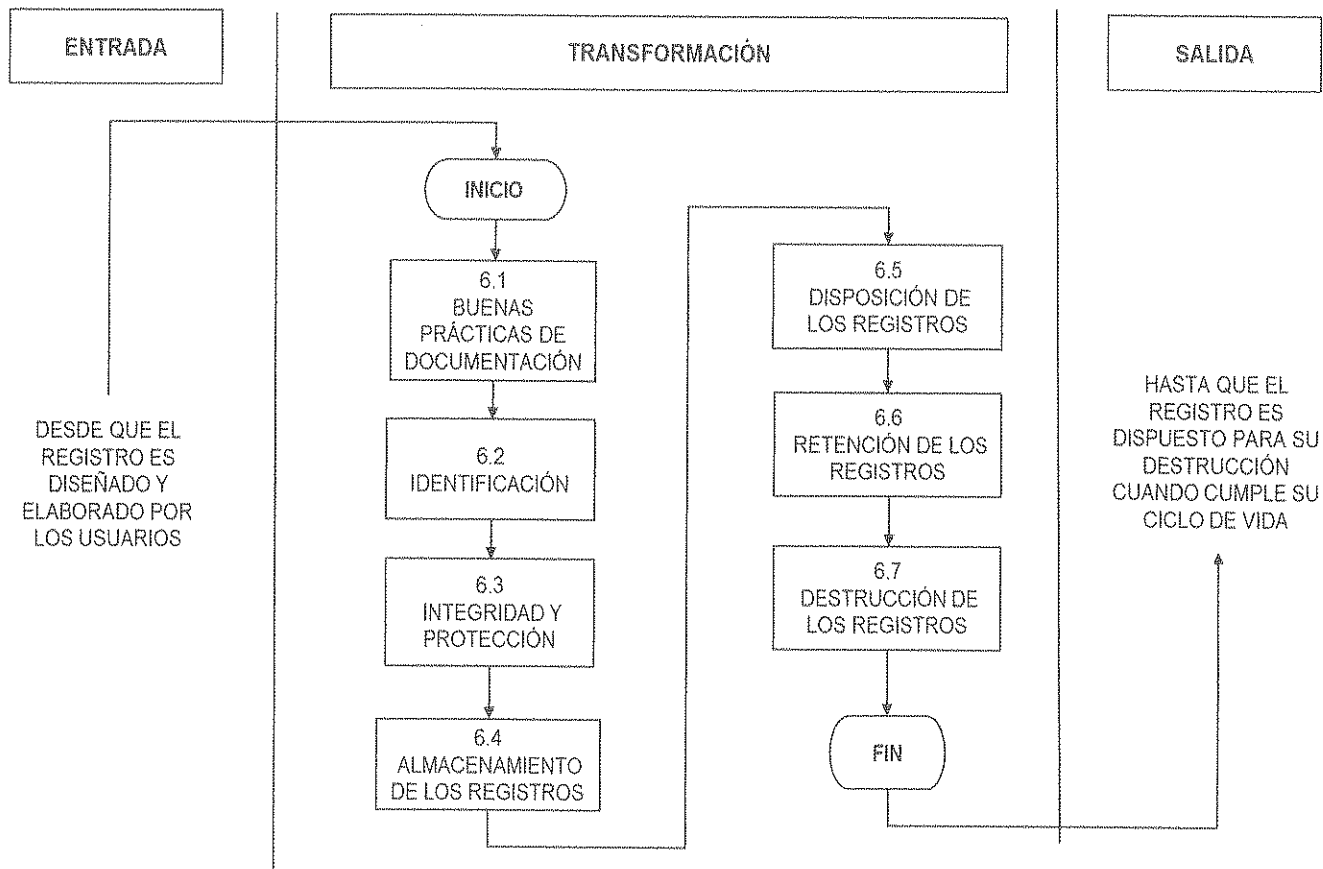 ENTRADA
TRANSFORMACIÓN
SALIDA
DESDE QUE EL
REGISTRO ES
DISEÑADO Y
ELABORADO POR
LOS USUARIOS
INICIO
6.1
BUENAS
PRÁCTICAS DE
DOCUMENTACIÓN
6.2
IDENTIFICACIÓN
6.3
INTEGRIDAD Y
PROTECCIÓN
6.4
ALMACENAMIENTO
DE LOS REGISTROS
6.5
DISPOSICIÓN DE
LOS REGISTROS
6.6
RETENCIÓN DE LOS
REGISTROS
6.7
DESTRUCCIÓN DE
LOS REGISTROS
FIN
HASTA QUE EL
REGISTRO ES
DISPUESTO PARA SU
DESTRUCCIÓN
CUANDO CUMPLE SU
CICLO DE VIDA